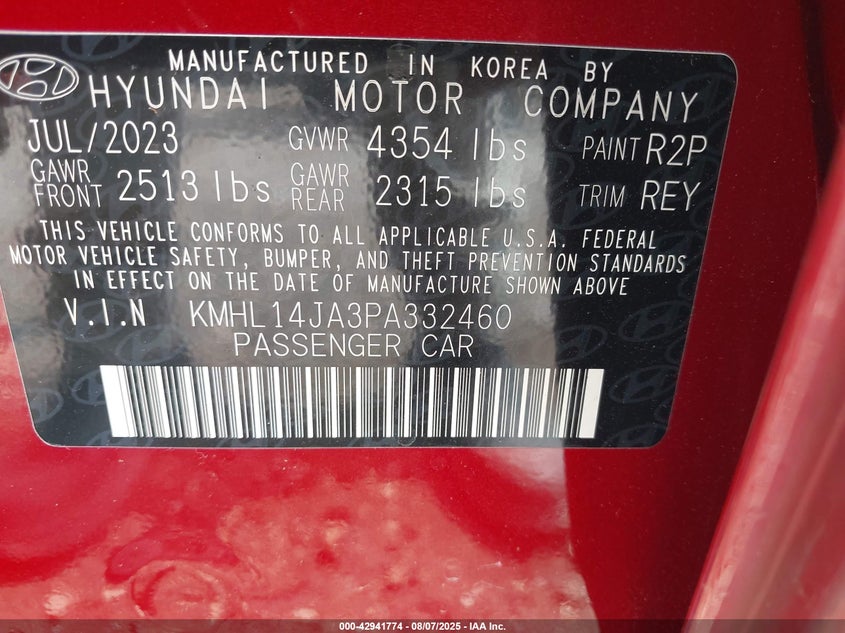 MANUFACTURED IN KOREA BY
HYUNDAI MOTOR COMPANY
JUL/2023 GVWR 4354 lbs PAINT R2P
GAWR FRONT 2513 lbs GAWR REAR 2315 lbs TRIM REY
THIS VEHICLE CONFORMS TO ALL APPLICABLE U.S.A. FEDERAL
MOTOR VEHICLE SAFETY, BUMPER, AND THEFT PREVENTION STANDARDS
IN EFFECT ON THE DATE OF MANUFACTURE SHOWN ABOVE
V.I.N KMHL14JA3PA332460
PASSENGER CAR
000-42941774 - 08/07/2025 - IAA Inc.